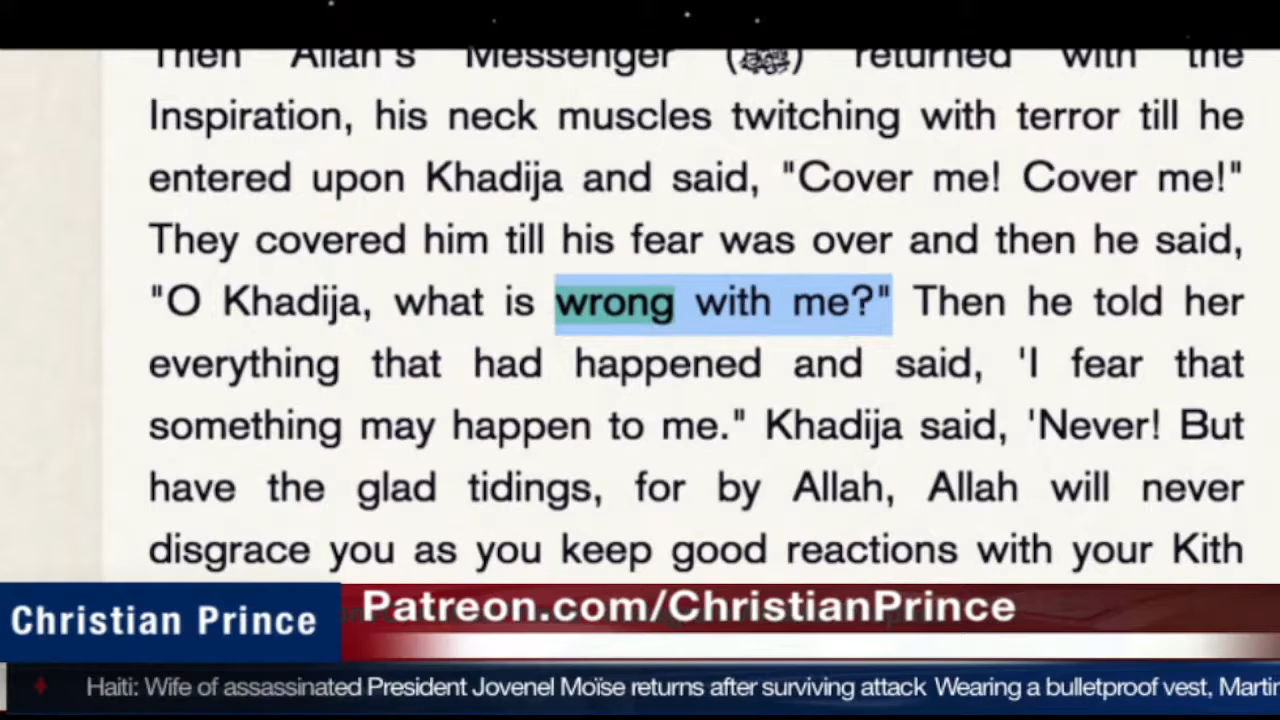 Then Allah's Messenger (ﷺ) returned with the
Inspiration, his neck muscles twitching with terror till he
entered upon Khadija and said, "Cover me! Cover me!"
They covered him till his fear was over and then he said,
"O Khadija, what is wrong with me?" Then he told her
everything that had happened and said, 'I fear that
something may happen to me." Khadija said, 'Never! But
have the glad tidings, for by Allah, Allah will never
disgrace you as you keep good reactions with your Kith
Christian Prince
Patreon.com/ChristianPrince
Haiti: Wife of assassinated President Jovenel Moïse returns after surviving attack Wearing a bulletproof vest, Martin